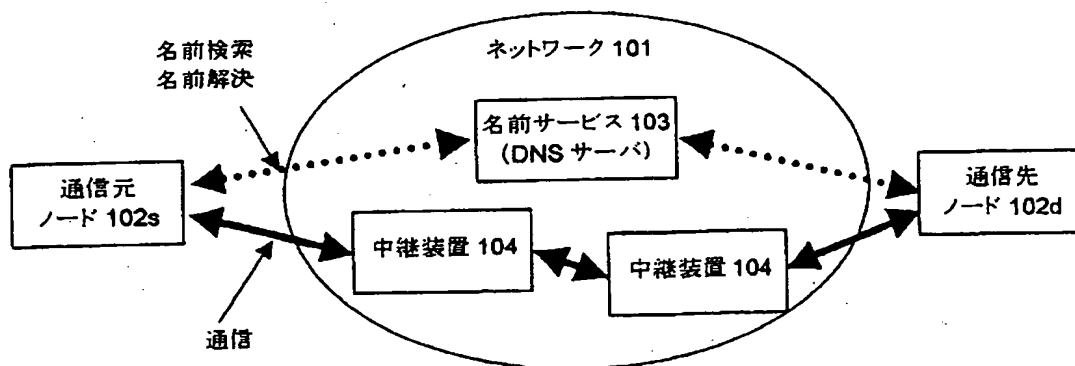 名前検索
名前解決
ネットワーク 101
名前サービス 103
(DNS サーバ)
通信元
ノード 102s
通信先
ノード 102d
中継装置 104
中継装置 104
通信